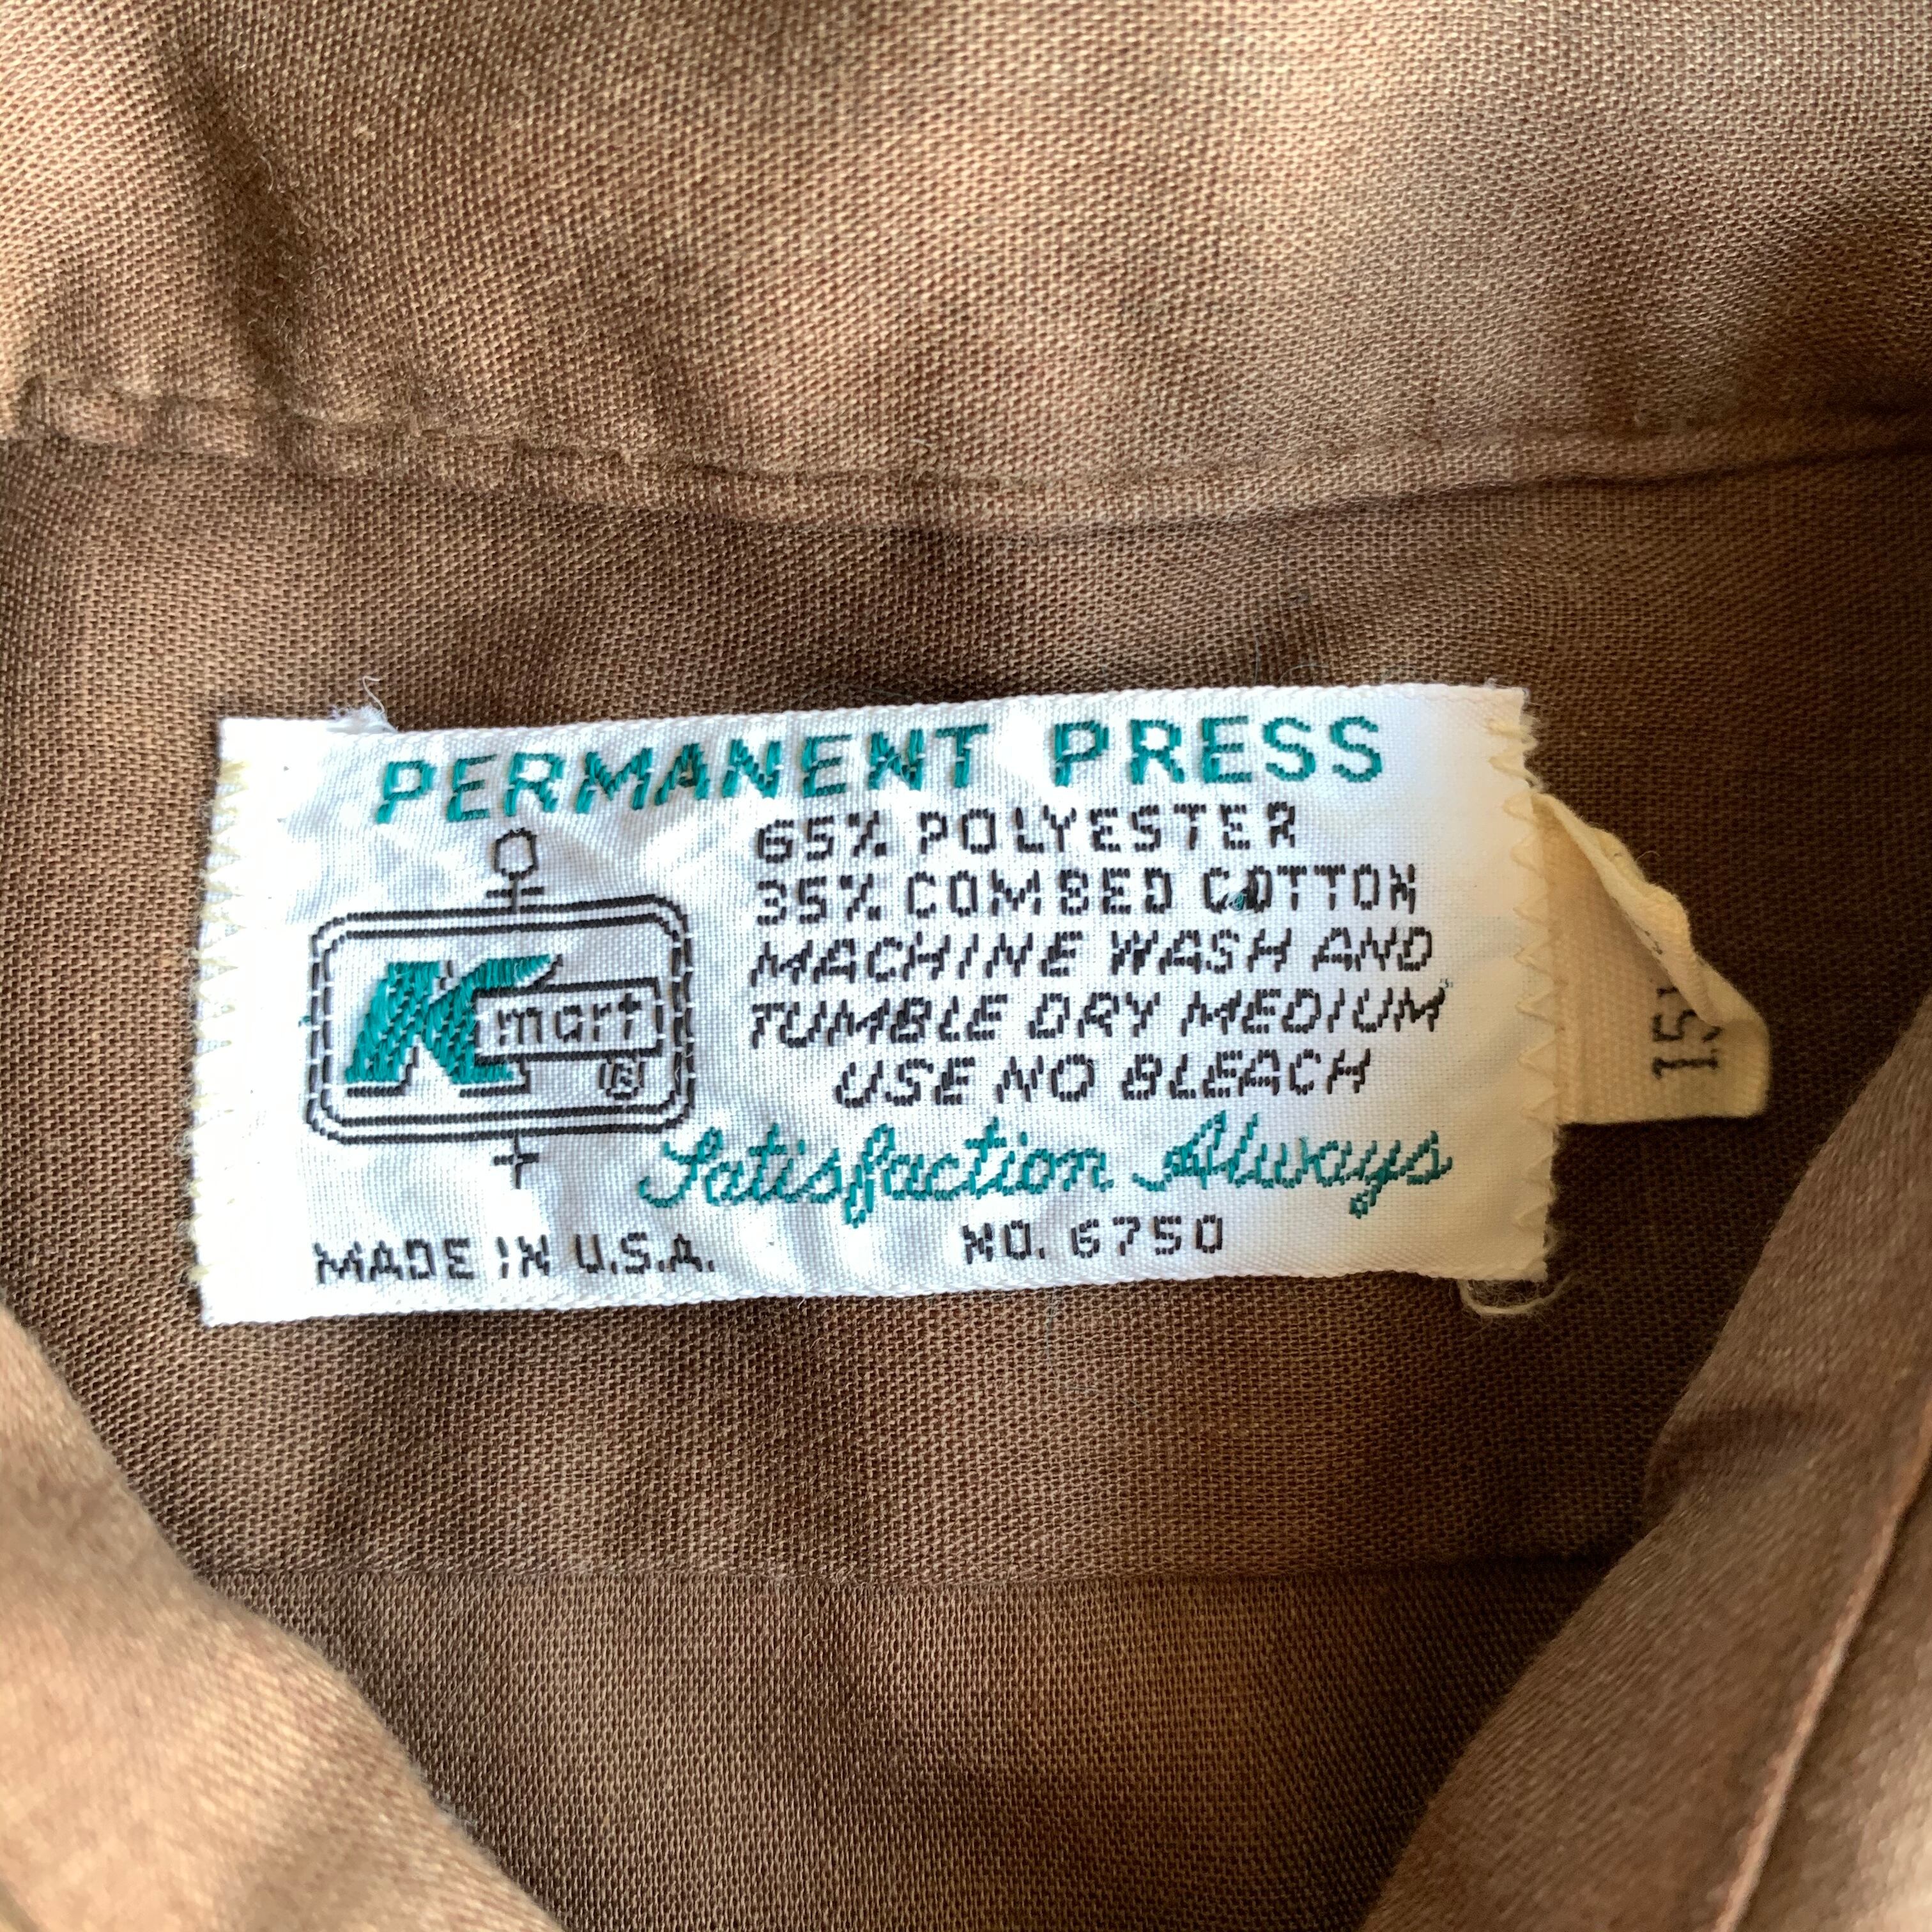 PERMANENT PRESS
65% POLYESTER
35% COMBED COTTON
MACHINE WASH AND
TUMBLE DRY MEDIUM
USE NO BLEACH
Kmart®
Satisfaction Always
MADE IN U.S.A.
NO. 6750